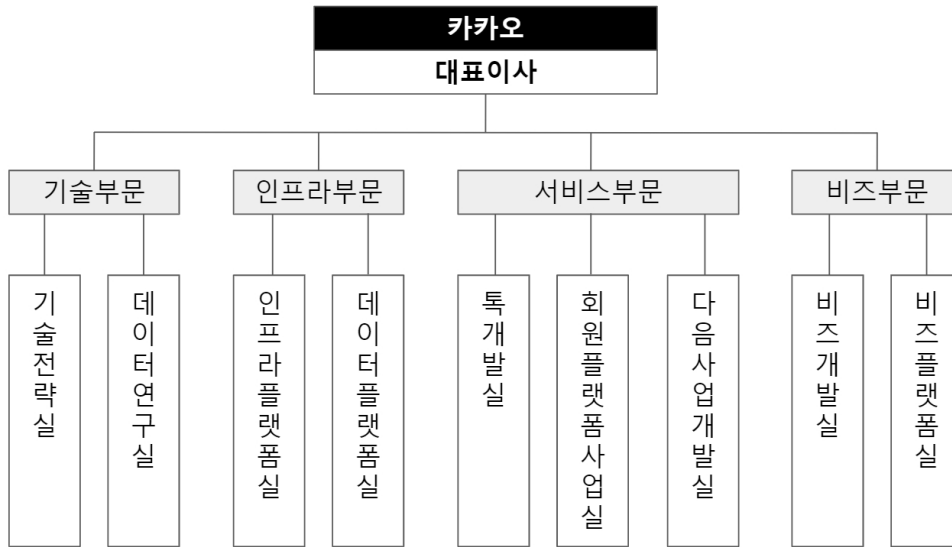 카카오
대표이사
기술부문
인프라부문
서비스부문
비즈부문
기술전략실
데이터연구실
인프라플랫폼실
데이터플랫폼실
톡개발실
회원플랫폼사업실
다음사업개발실
비즈개발실
비즈플랫폼실